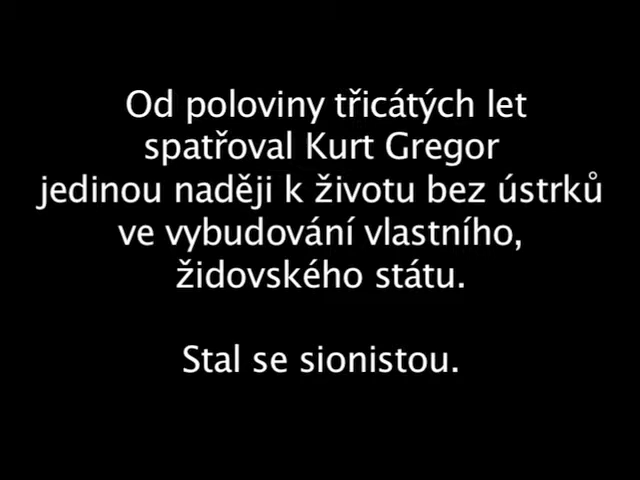 Od poloviny třicátých let
spatřoval Kurt Gregor
jedinou naději k životu bez ústrků
ve vybudování vlastního,
židovského státu.
Stal se sionistou.